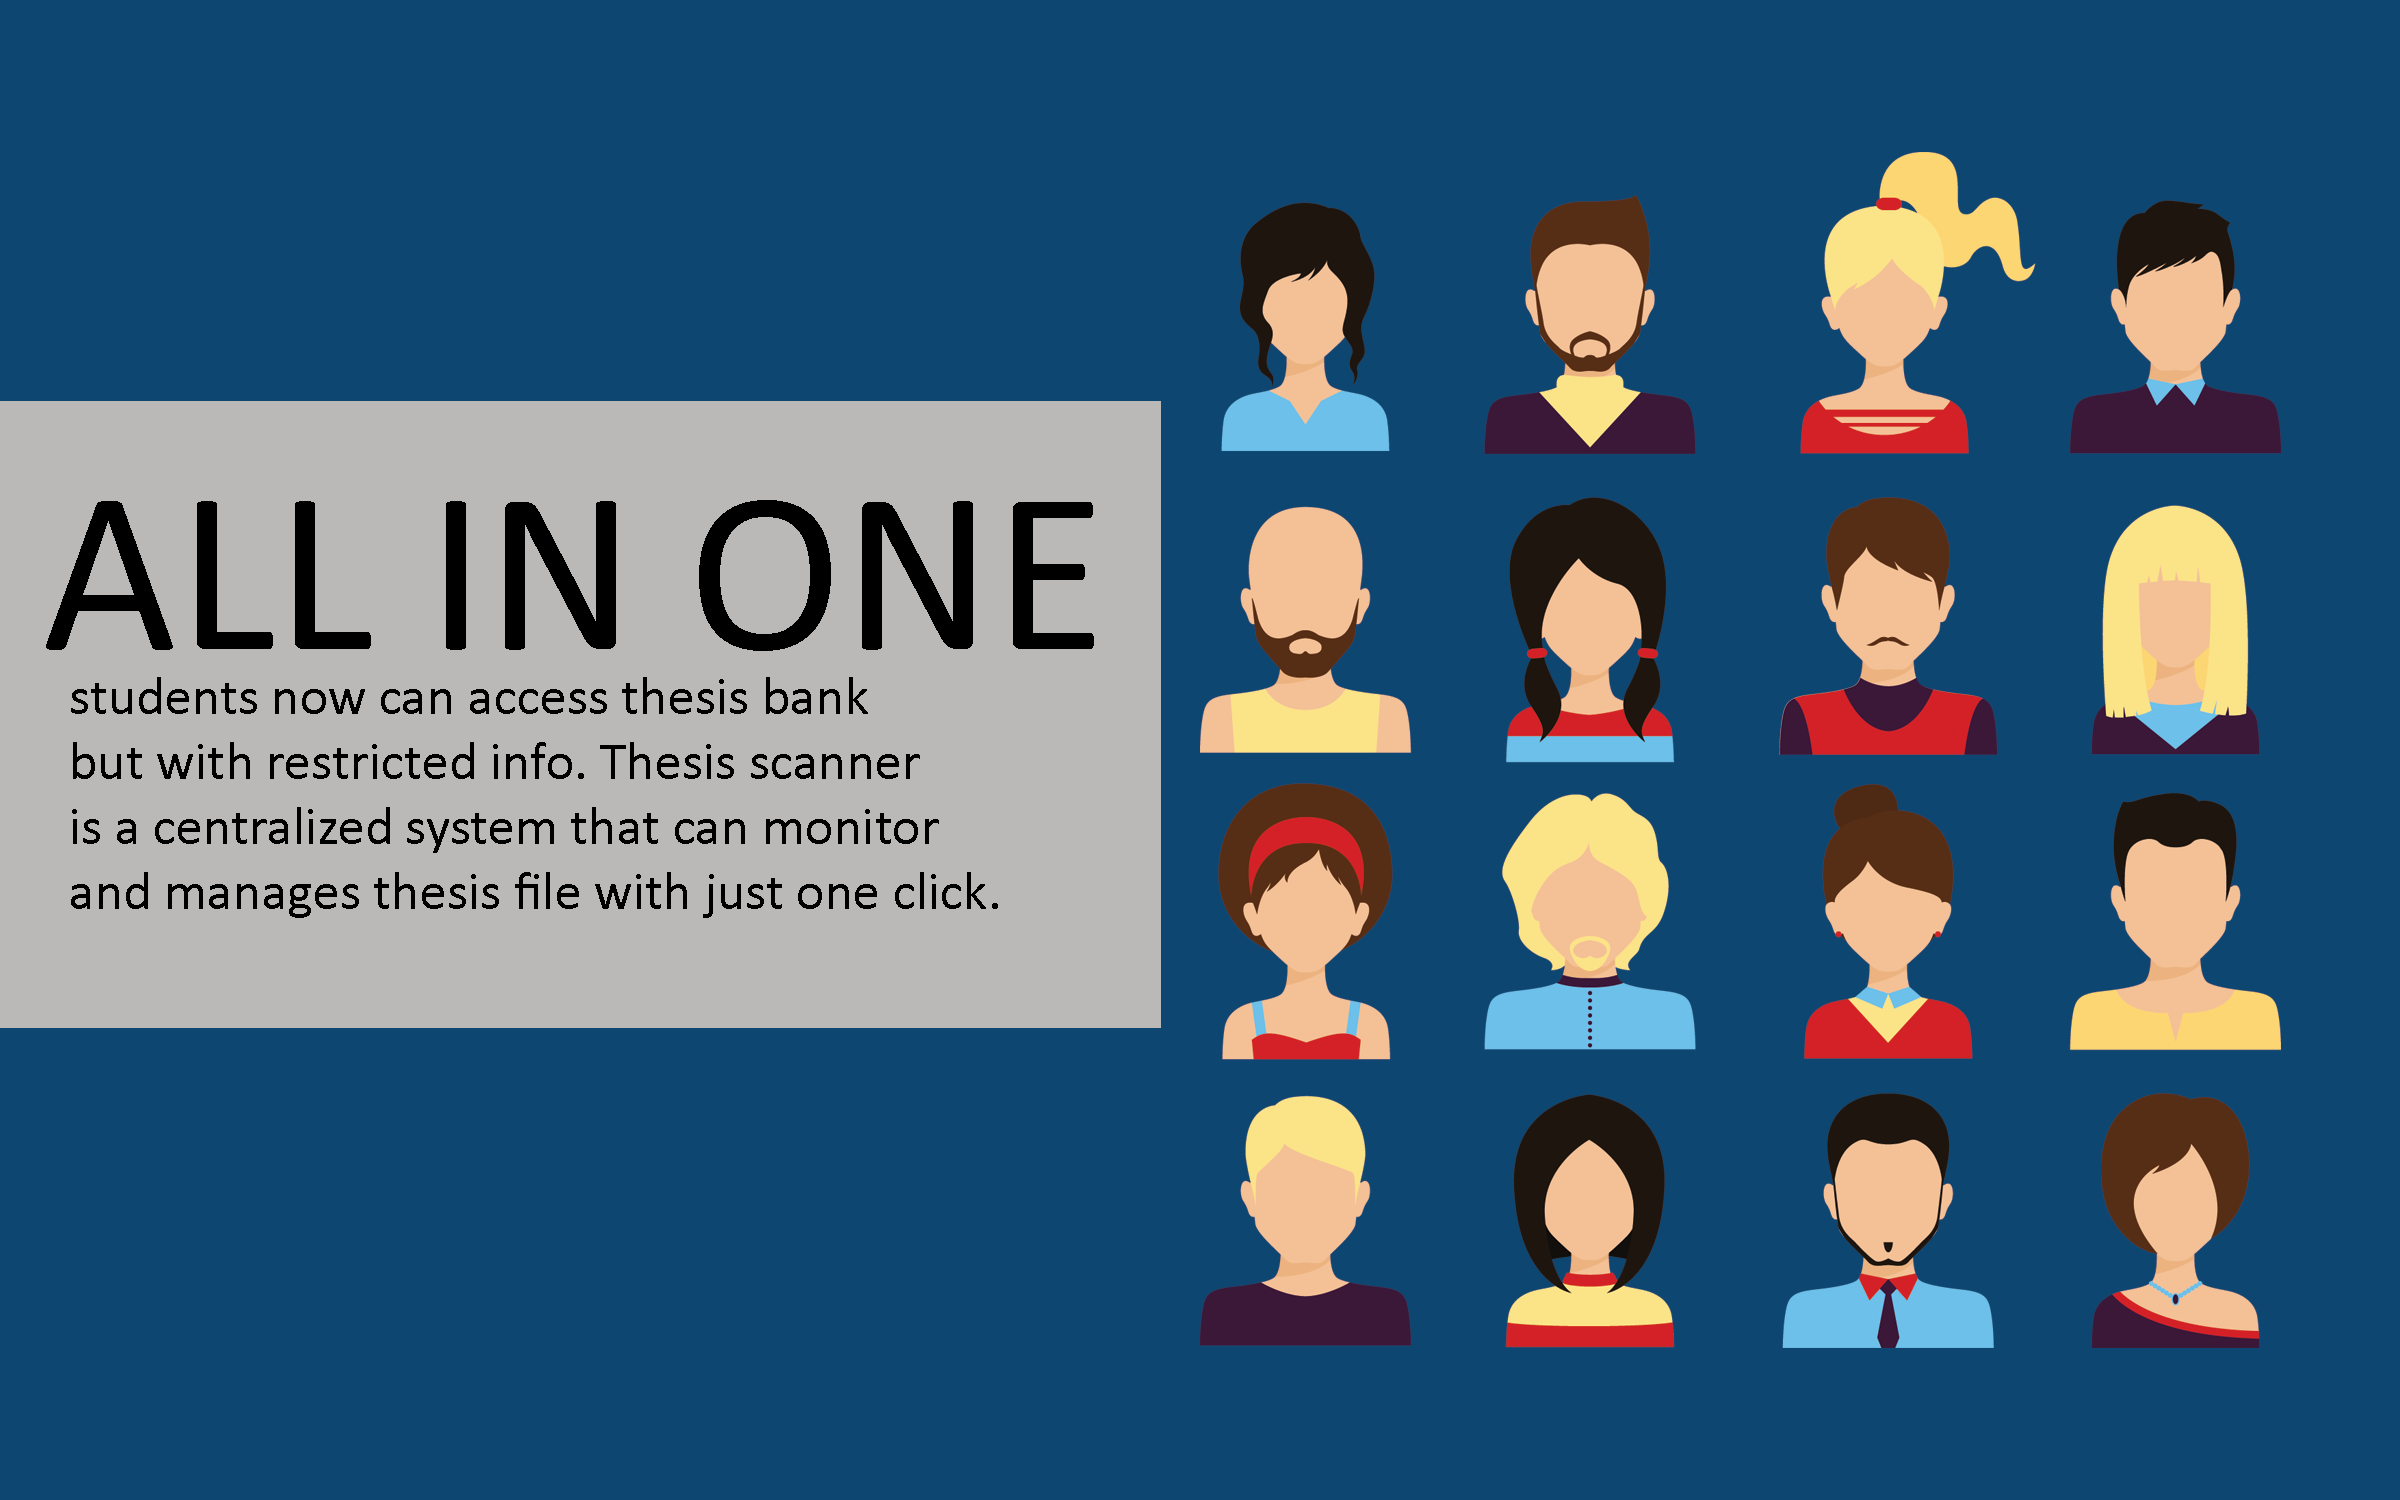 ALL IN ONE
students now can access thesis bank
but with restricted info. Thesis scanner
is a centralized system that can monitor
and manages thesis file with just one click.